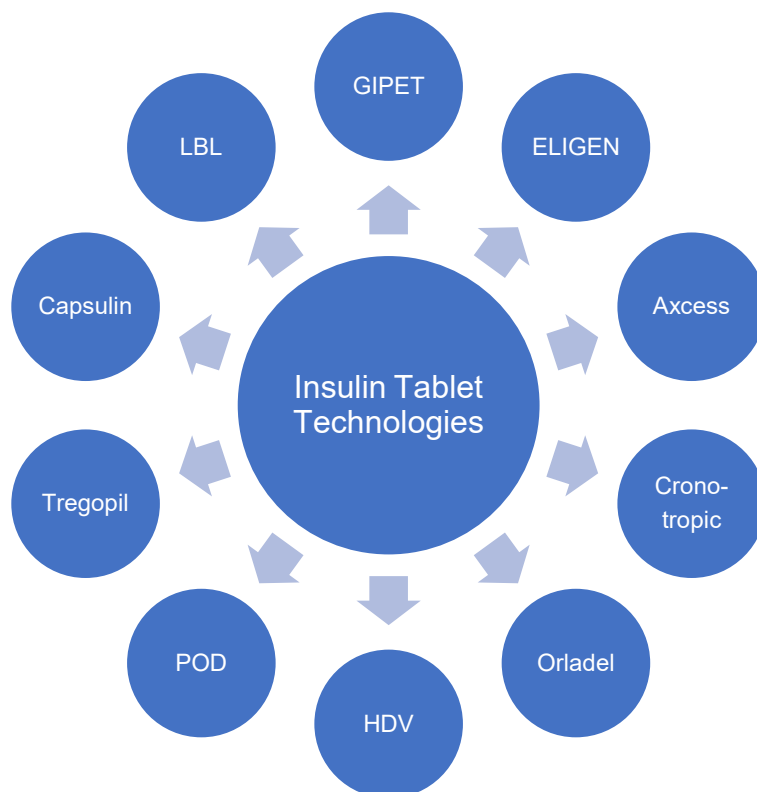 GIPET
ELIGEN
Axcess
Crono-
tropic
Orladel
HDV
POD
Tregopil
Capsulin
LBL
Insulin Tablet
Technologies